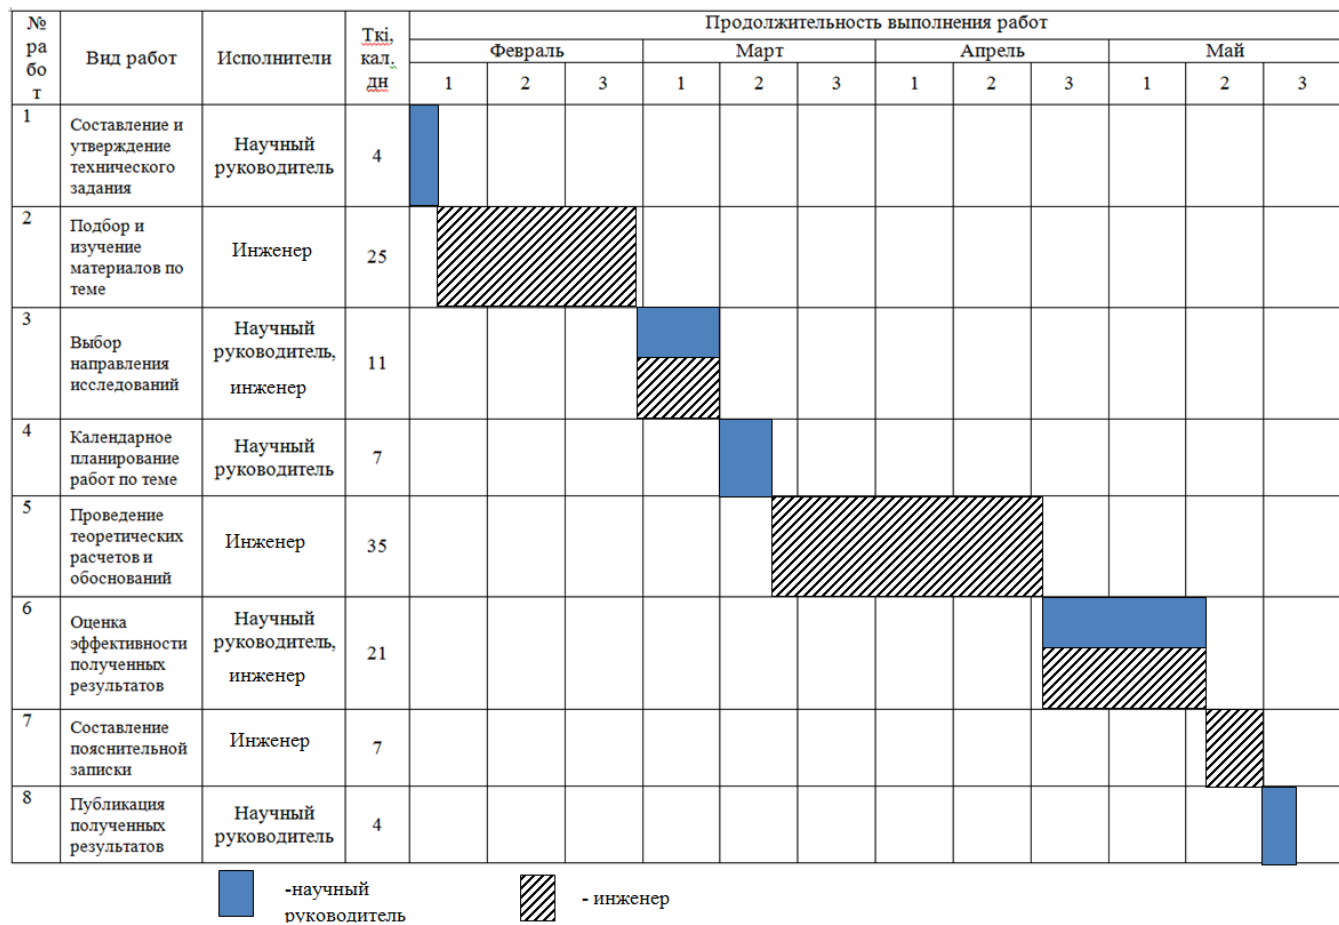 №
ра
бо
т
Вид работ
Исполнители
Tкi,
кал.
дн
Продолжительность выполнения работ
Февраль
Март
Апрель
Май
1
2
3
1
2
3
1
2
3
1
2
3
1
Составление и
утверждение
технического
задания
Научный
руководитель
4
2
Подбор и
изучение
материалов по
теме
Инженер
25
3
Выбор
направления
исследований
Научный
руководитель,
инженер
11
4
Календарное
планирование
работ по теме
Научный
руководитель
7
5
Проведение
теоретических
расчетов и
обоснований
Инженер
35
6
Оценка
эффективности
полученных
результатов
Научный
руководитель,
инженер
21
7
Составление
пояснительной
записки
Инженер
7
8
Публикация
полученных
результатов
Научный
руководитель
4
-научный
руководитель
- инженер